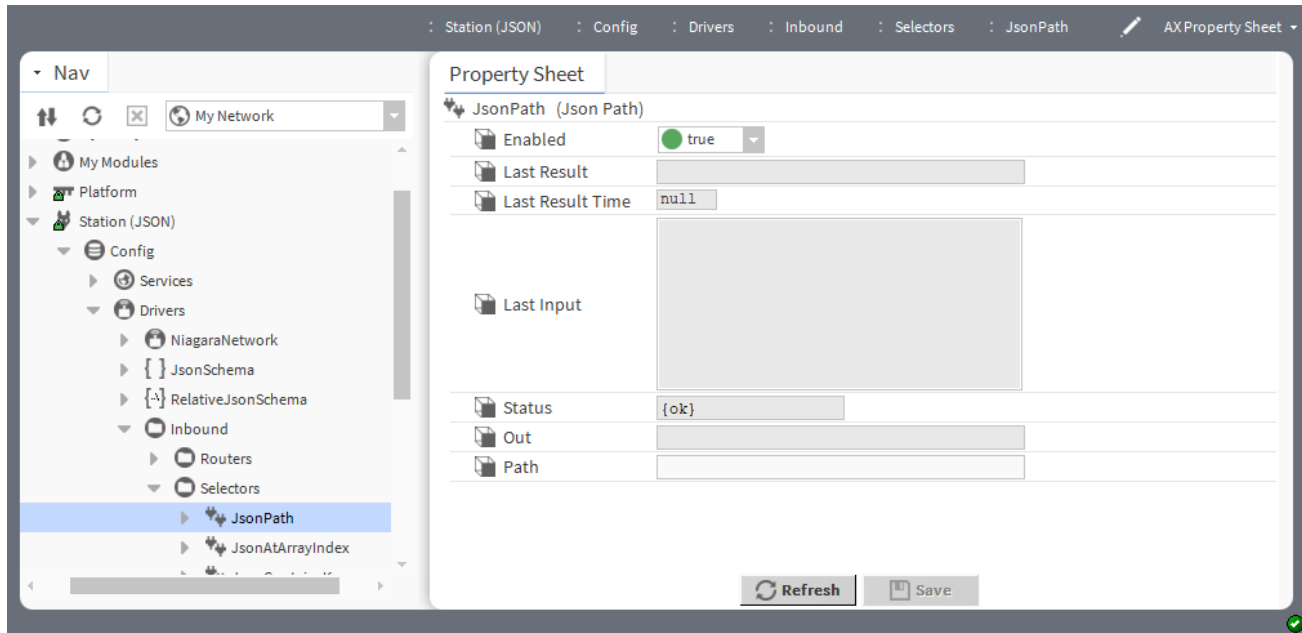 : Station (JSON) : Config : Drivers : Inbound : Selectors : JsonPath AX Property Sheet
Nav
My Network
My Modules
Platform
Station (JSON)
Config
Services
Drivers
NiagaraNetwork
{ } JsonSchema
RelativeJsonSchema
Inbound
Routers
Selectors
JsonPath
JsonAtArrayIndex
Property Sheet
JsonPath (Json Path)
Enabled true
Last Result
Last Result Time null
Last Input
Status {ok}
Out
Path
Refresh Save